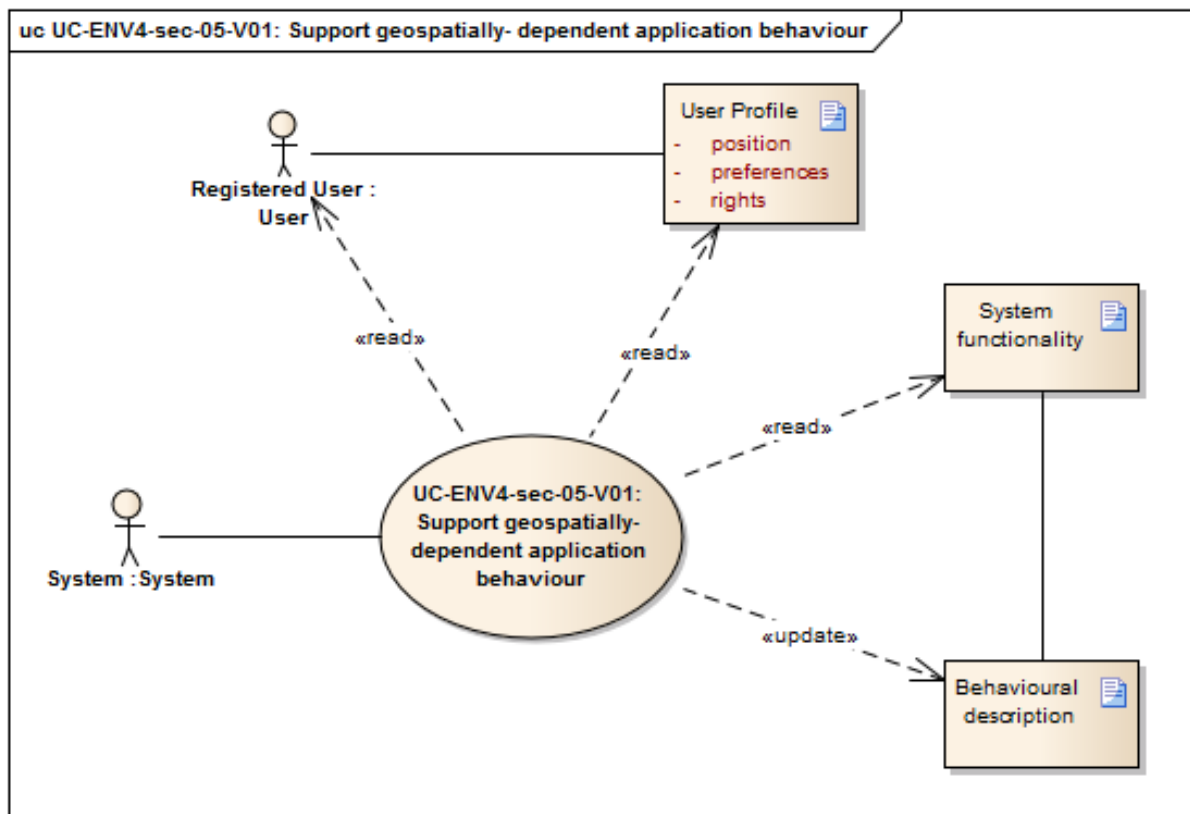 uc UC-ENV4-sec-05-V01: Support geospatially- dependent application behaviour
User Profile
- position
- preferences
- rights
Registered User :
User
System
functionality
«read»
«read»
«read»
UC-ENV4-sec-05-V01:
Support geospatially-
dependent application
behaviour
System :System
«update»
Behavioural
description